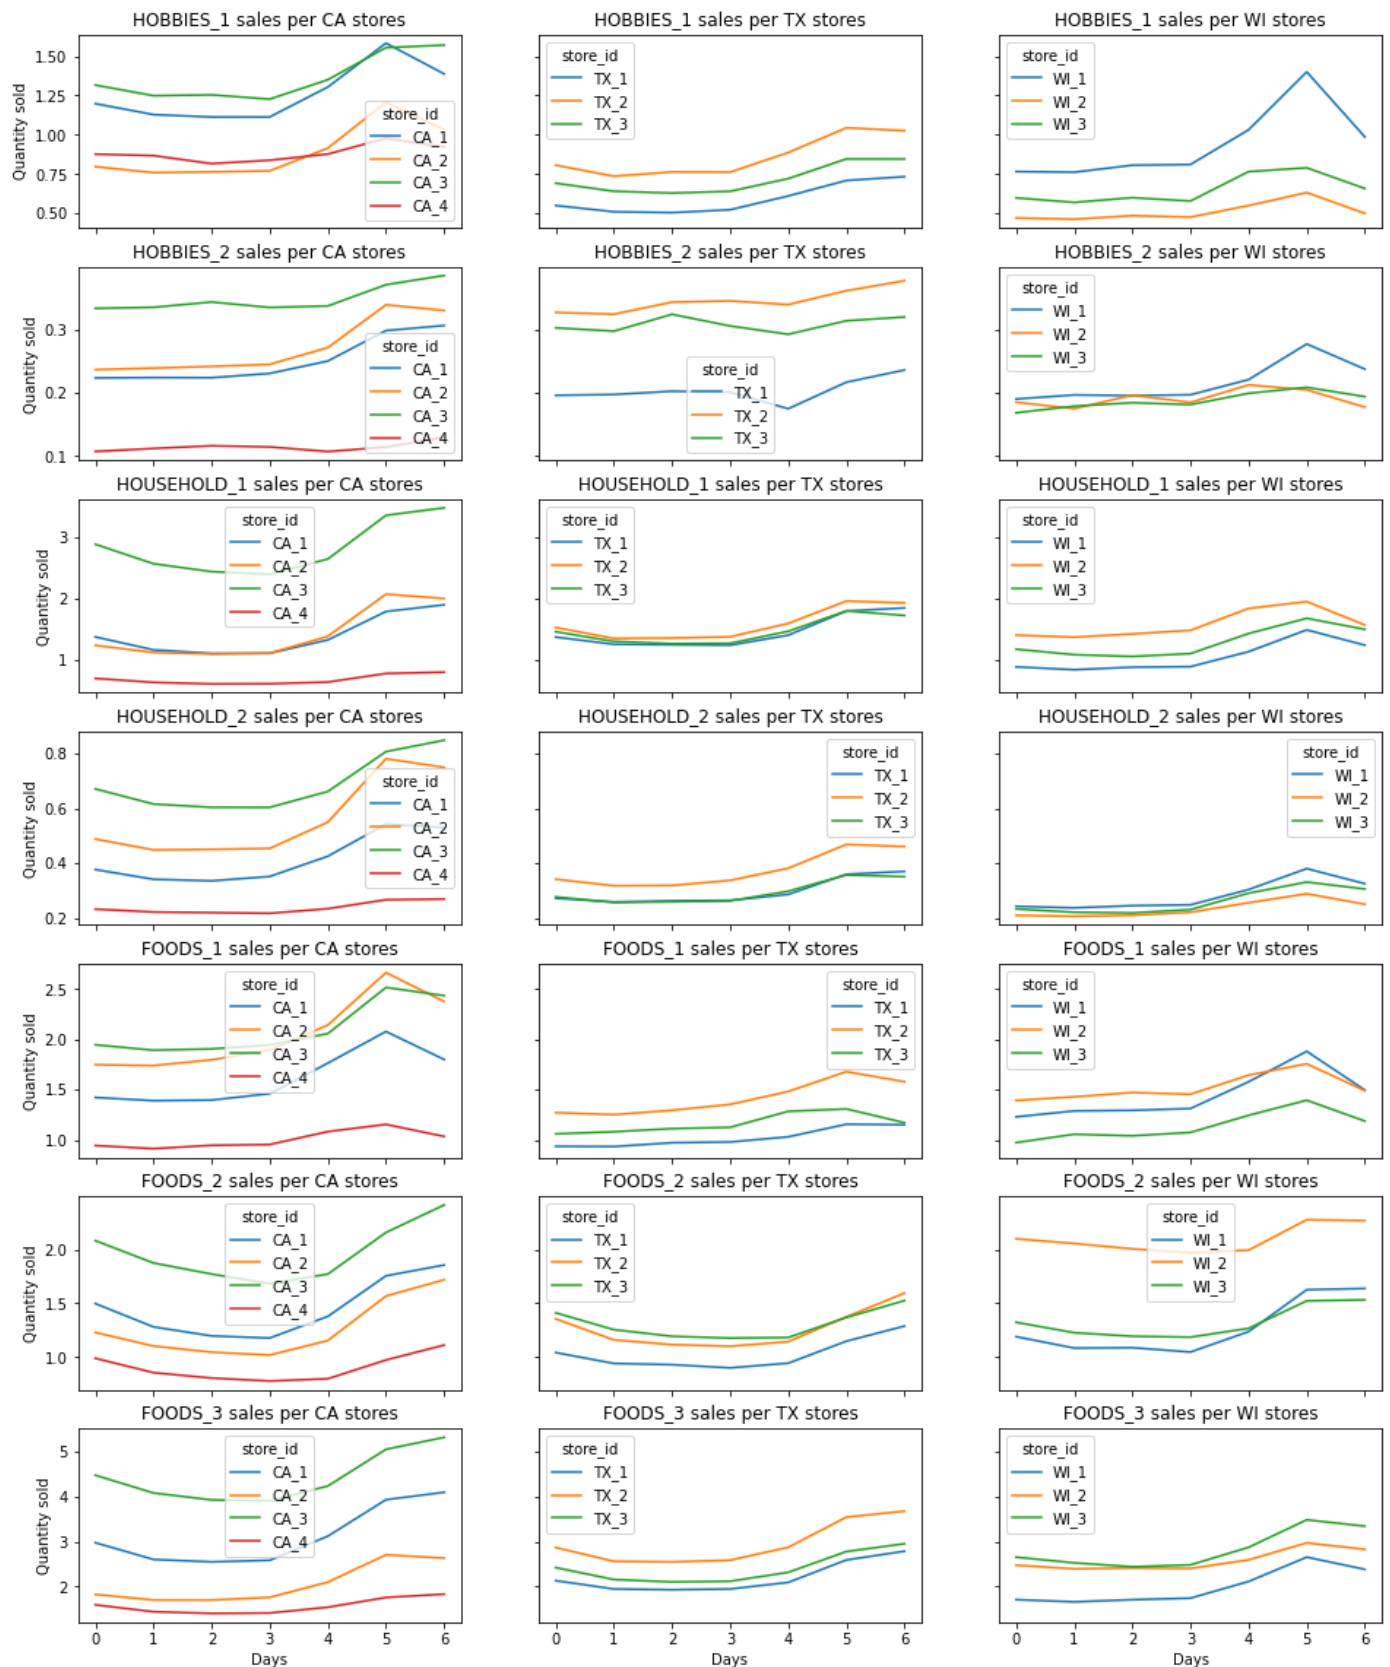 HOBBIES_1 sales per CA stores
HOBBIES_1 sales per TX stores
HOBBIES_1 sales per WI stores
Quantity sold
1.50
1.25
1.00
0.75
0.50
store_id
CA_1
CA_2
CA_3
CA_4
store_id
TX_1
TX_2
TX_3
store_id
WI_1
WI_2
WI_3
HOBBIES_2 sales per CA stores
HOBBIES_2 sales per TX stores
HOBBIES_2 sales per WI stores
Quantity sold
0.3
0.2
0.1
store_id
CA_1
CA_2
CA_3
CA_4
store_id
TX_1
TX_2
TX_3
store_id
WI_1
WI_2
WI_3
HOUSEHOLD_1 sales per CA stores
HOUSEHOLD_1 sales per TX stores
HOUSEHOLD_1 sales per WI stores
Quantity sold
3
2
1
store_id
CA_1
CA_2
CA_3
CA_4
store_id
TX_1
TX_2
TX_3
store_id
WI_1
WI_2
WI_3
HOUSEHOLD_2 sales per CA stores
HOUSEHOLD_2 sales per TX stores
HOUSEHOLD_2 sales per WI stores
Quantity sold
0.8
0.6
0.4
0.2
store_id
CA_1
CA_2
CA_3
CA_4
store_id
TX_1
TX_2
TX_3
store_id
WI_1
WI_2
WI_3
FOODS_1 sales per CA stores
FOODS_1 sales per TX stores
FOODS_1 sales per WI stores
Quantity sold
2.5
2.0
1.5
1.0
store_id
CA_1
CA_2
CA_3
CA_4
store_id
TX_1
TX_2
TX_3
store_id
WI_1
WI_2
WI_3
FOODS_2 sales per CA stores
FOODS_2 sales per TX stores
FOODS_2 sales per WI stores
Quantity sold
2.0
1.5
1.0
store_id
CA_1
CA_2
CA_3
CA_4
store_id
TX_1
TX_2
TX_3
store_id
WI_1
WI_2
WI_3
FOODS_3 sales per CA stores
FOODS_3 sales per TX stores
FOODS_3 sales per WI stores
Quantity sold
5
4
3
2
store_id
CA_1
CA_2
CA_3
CA_4
store_id
TX_1
TX_2
TX_3
store_id
WI_1
WI_2
WI_3
0 1 2 3 4 5 6
0 1 2 3 4 5 6
0 1 2 3 4 5 6
Days
Days
Days